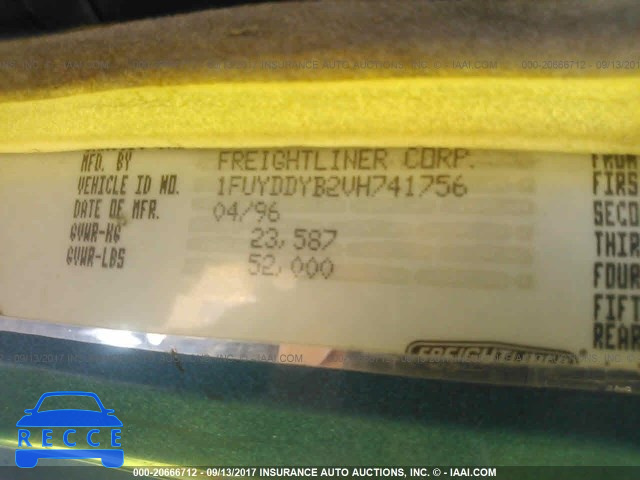 MFD. BY FREIGHTLINER CORP.
VEHICLE ID NO. 1FUYDDYB2VH741756
DATE OF MFR. 04/96
GVWR-KG 23,587
GVWR-LBS 52,000
FRON
FIRS
SECO
THIR
FOUR
FIFT
REAR
FREIGHTLINER
RECCE
000-20666712 - 09/13/2017 INSURANCE AUTO AUCTIONS, INC. - © IAAI.COM